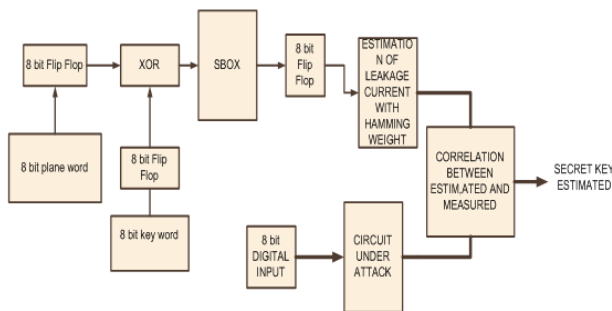 8 bit Flip Flop
XOR
SBOX
8 bit
Flip
Flop
ESTIMATIO
N OF
LEAKAGE
CURRENT
WITH
HAMMING
WEIGHT
8 bit plane word
8 bit Flip
Flop
8 bit key word
CORRELATION
BETWEEN
ESTIM,ATED AND
MEASURED
SECRET KEY
ESTIMATED
8 bit
DIGITAL
INPUT
CIRCUIT
UNDER
ATTACK